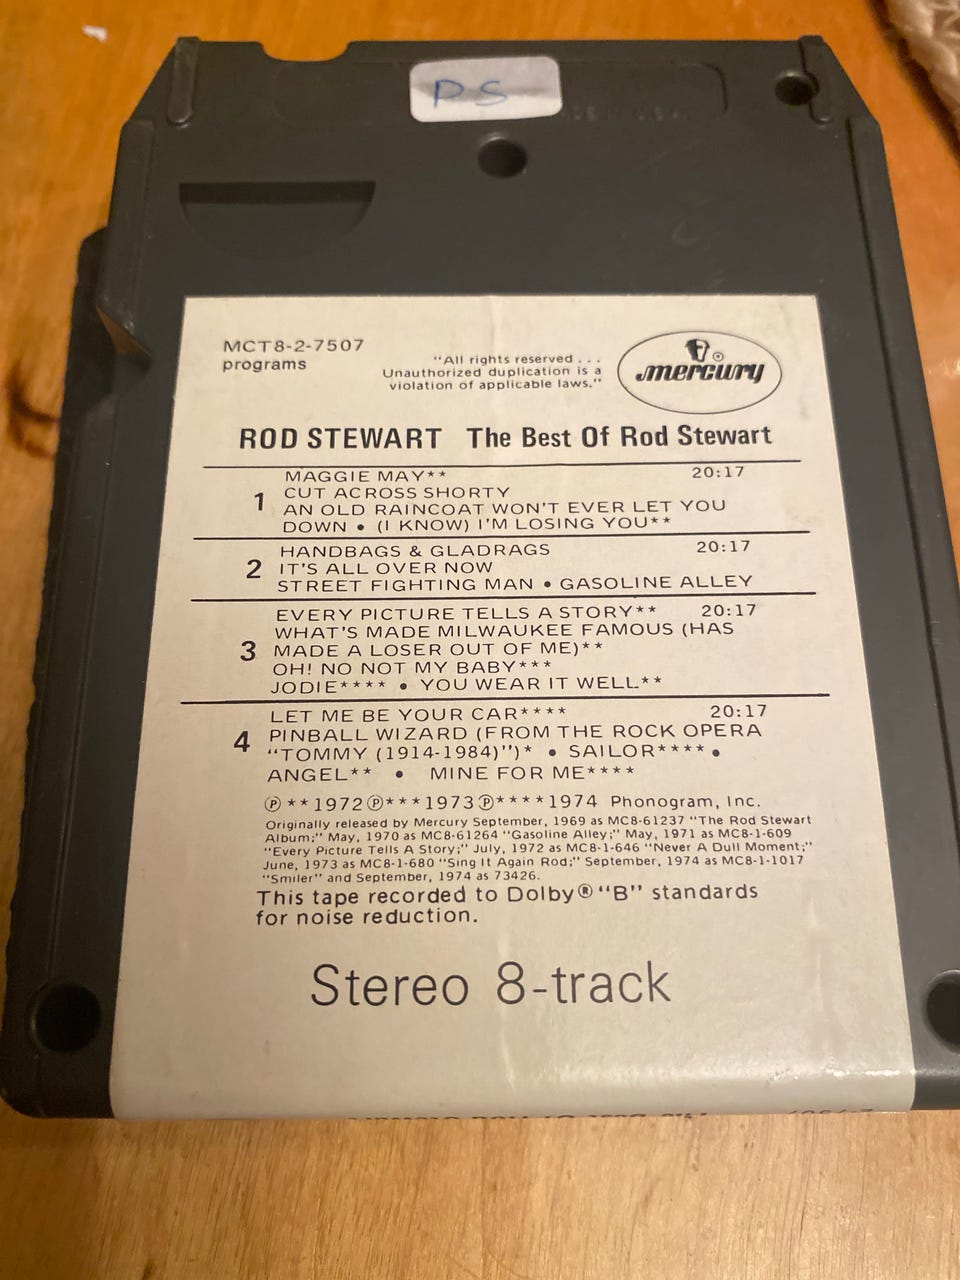 PS
MCT8-2-7507
programs
"All rights reserved . . .
Unauthorized duplication is a
violation of applicable laws."
mercury ®
ROD STEWART The Best Of Rod Stewart
1
MAGGIE MAY** 20:17
CUT ACROSS SHORTY
AN OLD RAINCOAT WON'T EVER LET YOU
DOWN • (I KNOW) I'M LOSING YOU**
2
HANDBAGS & GLADRAGS 20:17
IT'S ALL OVER NOW
STREET FIGHTING MAN • GASOLINE ALLEY
3
EVERY PICTURE TELLS A STORY** 20:17
WHAT'S MADE MILWAUKEE FAMOUS (HAS
MADE A LOSER OUT OF ME)**
OH! NO NOT MY BABY***
JODIE**** • YOU WEAR IT WELL**
4
LET ME BE YOUR CAR**** 20:17
PINBALL WIZARD (FROM THE ROCK OPERA
"TOMMY (1914-1984)")* • SAILOR**** •
ANGEL** • MINE FOR ME****
℗**1972℗***1973℗****1974 Phonogram, Inc.
Originally released by Mercury September, 1969 as MC8-61237 "The Rod Stewart
Album;" May, 1970 as MC8-61264 "Gasoline Alley;" May, 1971 as MC8-1-609
"Every Picture Tells A Story;" July, 1972 as MC8-1-646 "Never A Dull Moment;"
June, 1973 as MC8-1-680 "Sing It Again Rod;" September, 1974 as MC8-1-1017
"Smiler" and September, 1974 as 73426.
This tape recorded to Dolby® "B" standards
for noise reduction.
Stereo 8-track